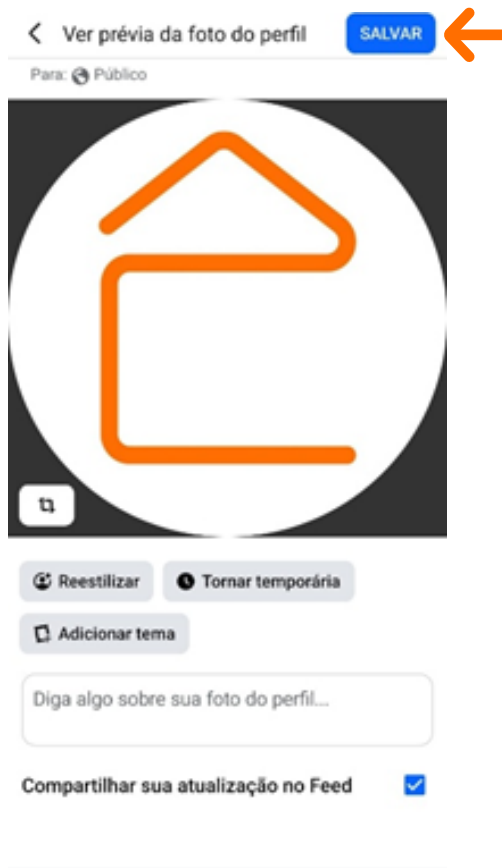 Ver prévia da foto do perfil SALVAR
Para: Público
Reestilizar Tornar temporária
Adicionar tema
Diga algo sobre sua foto do perfil...
Compartilhar sua atualização no Feed